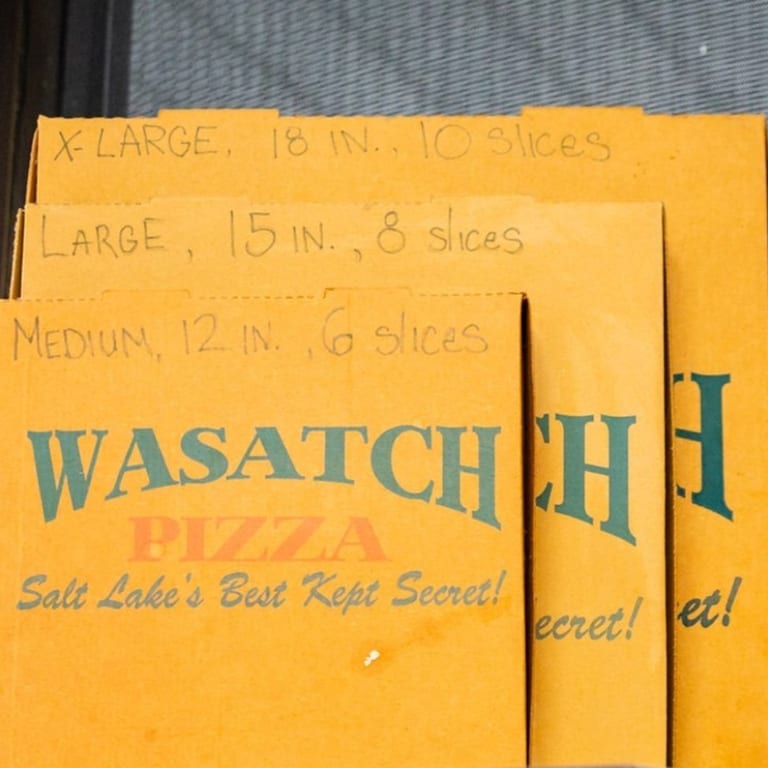 X-LARGE, 18 IN., 10 slices
LARGE, 15 IN., 8 slices
MEDIUM, 12 IN., 6 slices
WASATCH
PIZZA
Salt Lake's Best Kept Secret!
CH
ecret!
H
et!